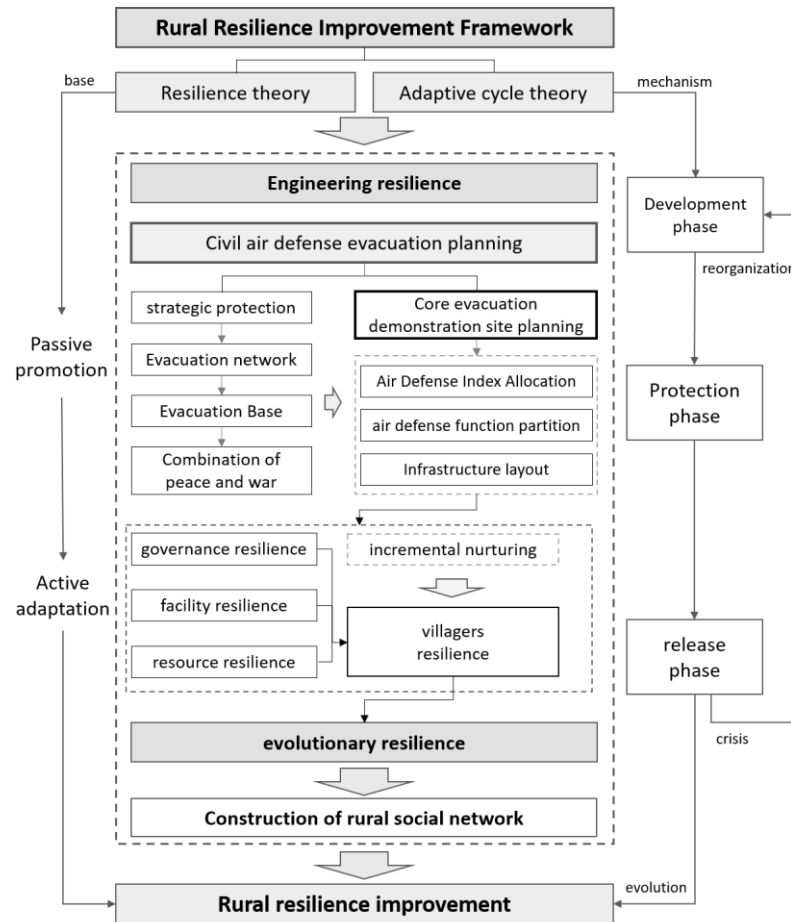 Rural Resilience Improvement Framework
base
Resilience theory
Adaptive cycle theory
mechanism
Engineering resilience
Development
phase
Civil air defense evacuation planning
reorganization
strategic protection
Core evacuation
demonstration site planning
Passive
promotion
Evacuation network
Air Defense Index Allocation
Protection
phase
Evacuation Base
air defense function partition
Combination of
peace and war
Infrastructure layout
governance resilience
incremental nurturing
Active
adaptation
facility resilience
villagers
resilience
resource resilience
release
phase
crisis
evolutionary resilience
Construction of rural social network
evolution
Rural resilience improvement